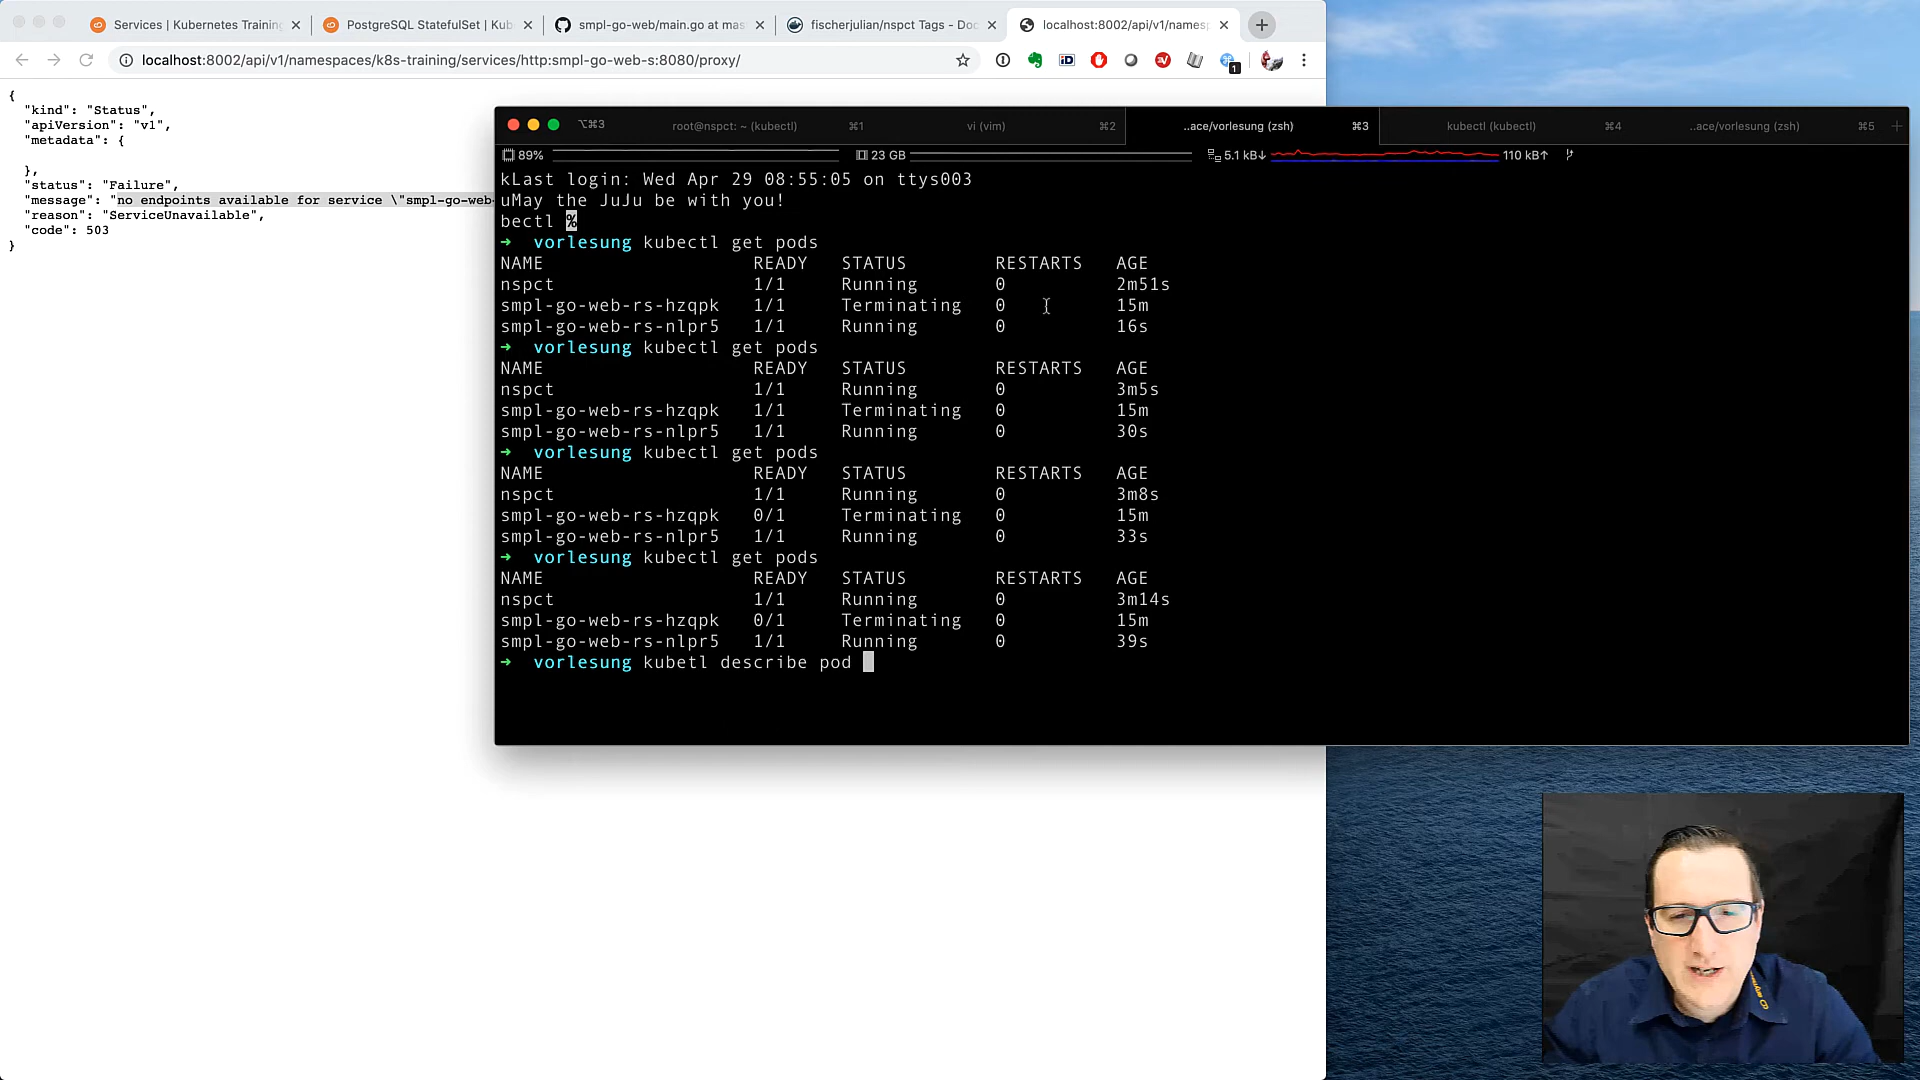 Services | Kubernetes Training
PostgreSQL StatefulSet | Kub
smpl-go-web/main.go at mas
fischerjulian/nspct Tags - Doc
localhost:8002/api/v1/namesp
localhost:8002/api/v1/namespaces/k8s-training/services/http:smpl-go-web-s:8080/proxy/
{
"kind": "Status",
"apiVersion": "v1",
"metadata": {
},
"status": "Failure",
"message": "no endpoints available for service \"smpl-go-web-
"reason": "ServiceUnavailable",
"code": 503
}
⌥⌘3
root@nspct: ~ (kubectl) ⌘1
vi (vim) ⌘2
..ace/vorlesung (zsh) ⌘3
kubectl (kubectl) ⌘4
..ace/vorlesung (zsh) ⌘5
89% 23 GB 5.1 kB↓ 110 kB↑
kLast login: Wed Apr 29 08:55:05 on ttys003
uMay the JuJu be with you!
bectl %
→ vorlesung kubectl get pods
NAME READY STATUS RESTARTS AGE
nspct 1/1 Running 0 2m51s
smpl-go-web-rs-hzqpk 1/1 Terminating 0 15m
smpl-go-web-rs-nlpr5 1/1 Running 0 16s
→ vorlesung kubectl get pods
NAME READY STATUS RESTARTS AGE
nspct 1/1 Running 0 3m5s
smpl-go-web-rs-hzqpk 1/1 Terminating 0 15m
smpl-go-web-rs-nlpr5 1/1 Running 0 30s
→ vorlesung kubectl get pods
NAME READY STATUS RESTARTS AGE
nspct 1/1 Running 0 3m8s
smpl-go-web-rs-hzqpk 0/1 Terminating 0 15m
smpl-go-web-rs-nlpr5 1/1 Running 0 33s
→ vorlesung kubectl get pods
NAME READY STATUS RESTARTS AGE
nspct 1/1 Running 0 3m14s
smpl-go-web-rs-hzqpk 0/1 Terminating 0 15m
smpl-go-web-rs-nlpr5 1/1 Running 0 39s
→ vorlesung kubetl describe pod